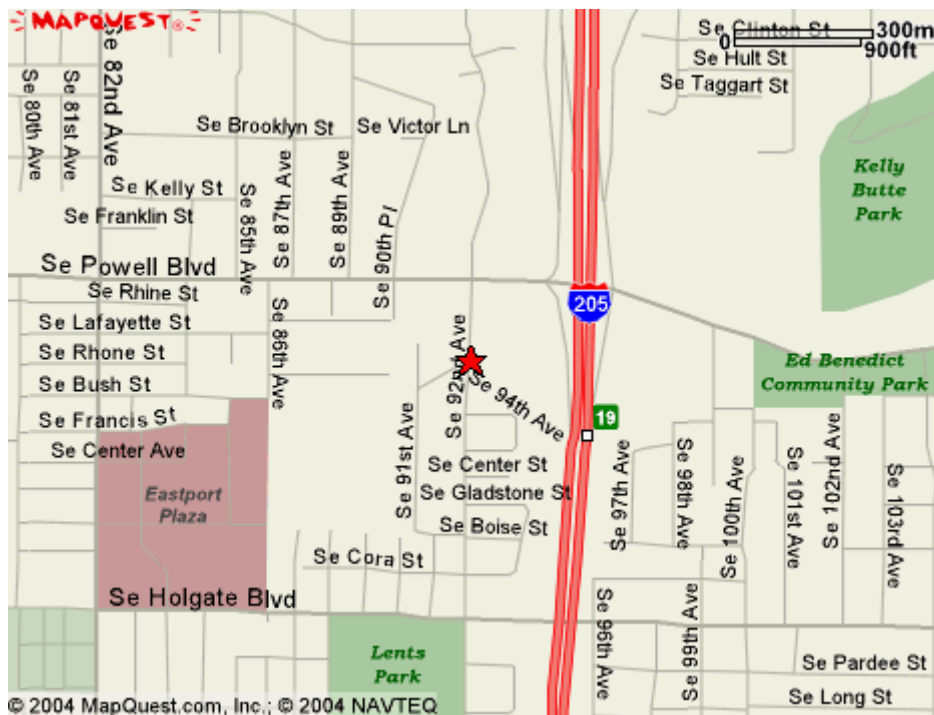 MAPQUEST®
Se Clinton St
0 300m
900ft
Se Hult St
Se Taggart St
Se 80th Ave
Se 81st Ave
Se 82nd Ave
Se Brooklyn St
Se Victor Ln
Kelly
Butte
Park
Se Kelly St
Se Franklin St
Se 85th Ave
Se 87th Ave
Se 89th Ave
Se 90th Pl
Se Powell Blvd
Se Rhine St
205
Se Lafayette St
Se 86th Ave
Se 92nd Ave
Se Rhone St
Ed Benedict
Community Park
Se Bush St
Se 94th Ave
Se Francis St
19
Se Center Ave
Se 91st Ave
Se Center St
Se 97th Ave
Se 98th Ave
Se 100th Ave
Se 101st Ave
Se 102nd Ave
Se 103rd Ave
Eastport
Plaza
Se Gladstone St
Se Boise St
Se Cora St
Se Holgate Blvd
Se 96th Ave
Se 99th Ave
Lents
Park
Se Pardee St
Se Long St
© 2004 MapQuest.com, Inc.; © 2004 NAVTEQ